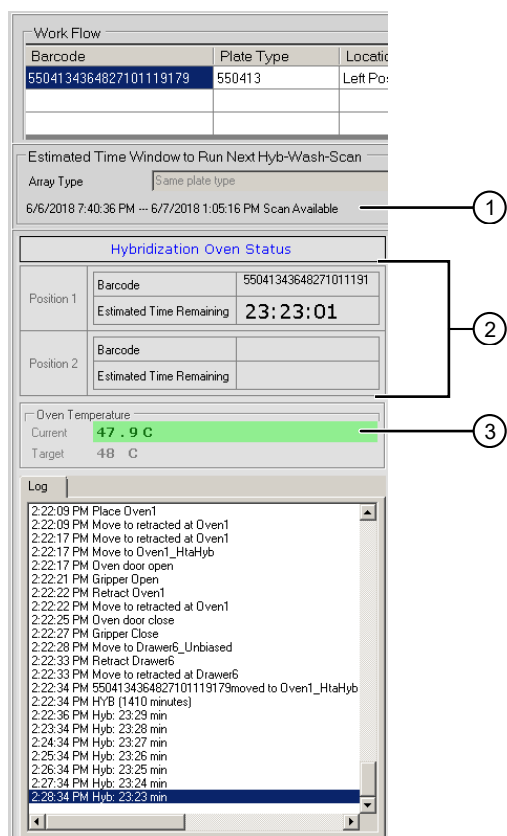 Work Flow
Barcode Plate Type Locatio
5504134364827101119179 550413 Left Pos
Estimated Time Window to Run Next Hyb-Wash-Scan
Array Type Same plate type
6/6/2018 7:40:36 PM --- 6/7/2018 1:05:16 PM Scan Available
1
Hybridization Oven Status
2
Position 1
Barcode 55041343648271011191
Estimated Time Remaining 23:23:01
Position 2
Barcode
Estimated Time Remaining
Oven Temperature
Current 47.9 C
3
Target 48 C
Log
2:22:09 PM Place Oven1
2:22:09 PM Move to retracted at Oven1
2:22:17 PM Move to retracted at Oven1
2:22:17 PM Move to Oven1_HtaHyb
2:22:17 PM Oven door open
2:22:21 PM Gripper Open
2:22:22 PM Retract Oven1
2:22:22 PM Move to retracted at Oven1
2:22:25 PM Oven door close
2:22:27 PM Gripper Close
2:22:28 PM Move to Drawer6_Unbiased
2:22:33 PM Retract Drawer6
2:22:33 PM Move to retracted at Drawer6
2:22:34 PM 5504134364827101119179moved to Oven1_HtaHyb
2:22:34 PM HYB (1410 minutes)
2:22:36 PM Hyb: 23:29 min
2:23:34 PM Hyb: 23:28 min
2:24:34 PM Hyb: 23:27 min
2:25:34 PM Hyb: 23:26 min
2:26:34 PM Hyb: 23:25 min
2:27:34 PM Hyb: 23:24 min
2:28:34 PM Hyb: 23:23 min